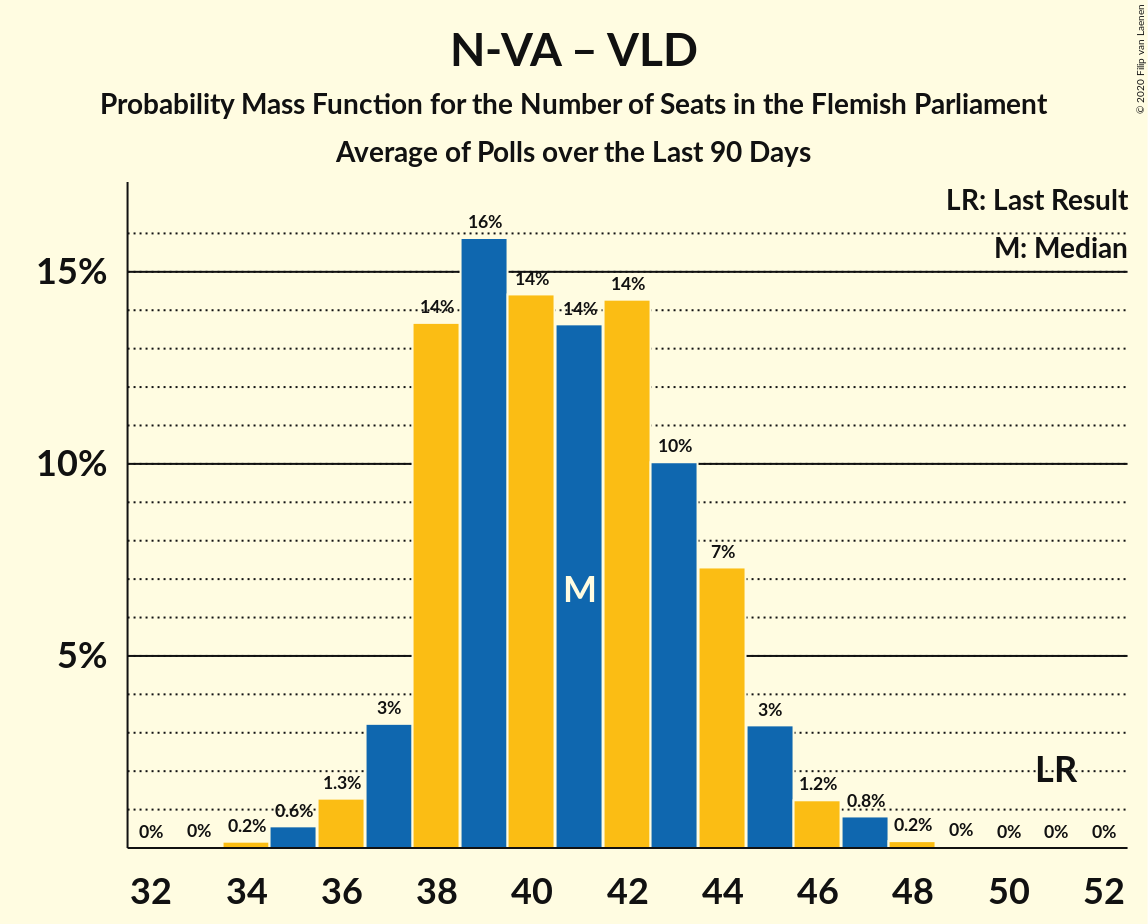 N-VA – VLD
Probability Mass Function for the Number of Seats in the Flemish Parliament
Average of Polls over the Last 90 Days
© 2020 Filip van Laenen
LR: Last Result
M: Median
15%
10%
5%
0%
0%
0.2%
0.6%
1.3%
3%
14%
16%
14%
14%
14%
10%
7%
3%
1.2%
0.8%
0.2%
0%
0%
0%
0%
M
LR
32 34 36 38 40 42 44 46 48 50 52